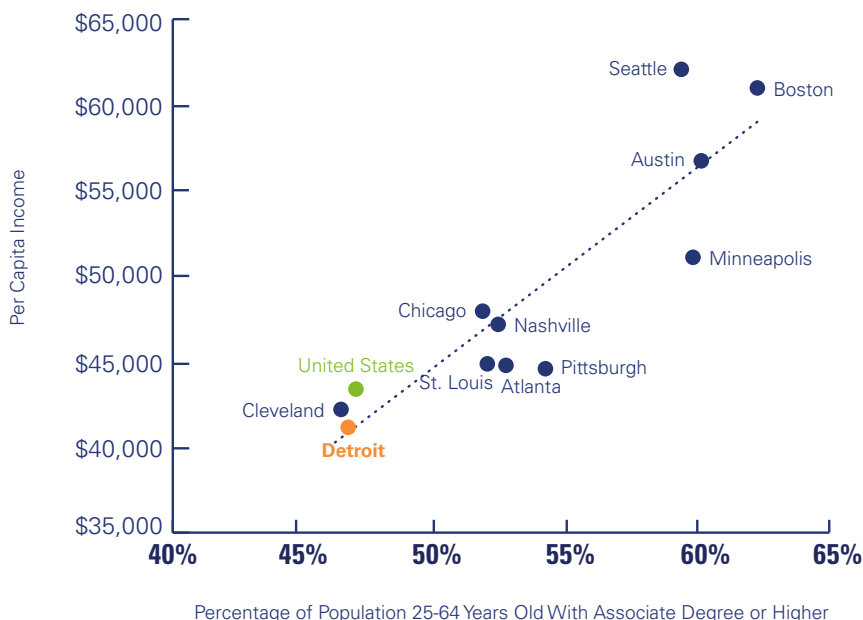 Per Capita Income
$65,000
$60,000
$55,000
$50,000
$45,000
$40,000
$35,000
Seattle
Boston
Austin
Minneapolis
Chicago
Nashville
United States
St. Louis
Atlanta
Pittsburgh
Cleveland
Detroit
40%
45%
50%
55%
60%
65%
Percentage of Population 25-64 Years Old With Associate Degree or Higher